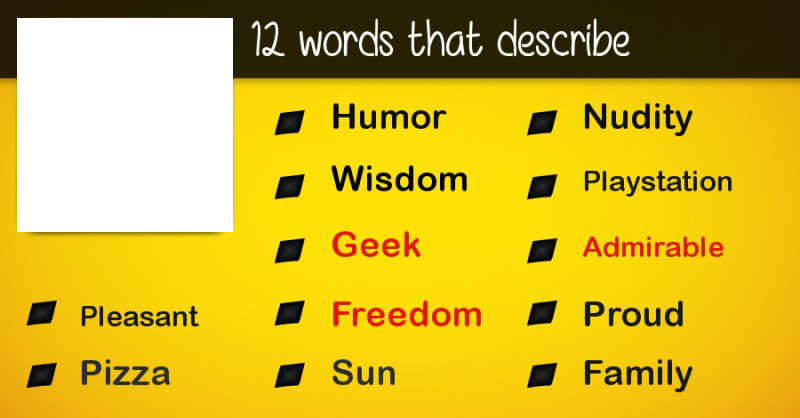 12 words that describe
Humor
Nudity
Wisdom
Playstation
Geek
Admirable
Pleasant
Freedom
Proud
Pizza
Sun
Family